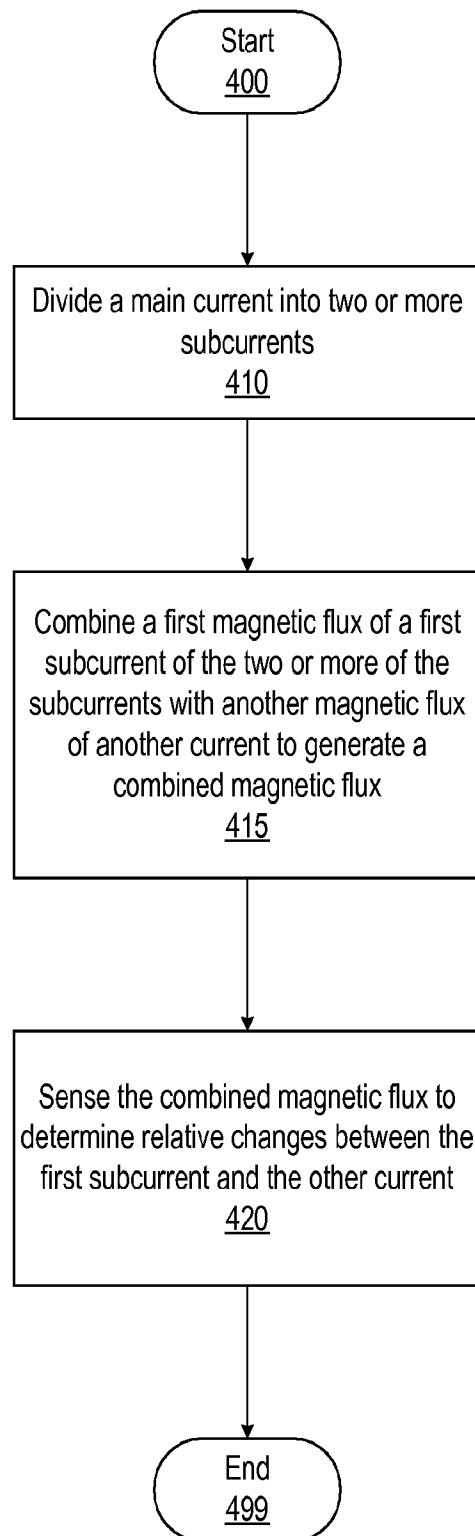 Start
400
Divide a main current into two or more
subcurrents
410
Combine a first magnetic flux of a first
subcurrent of the two or more of the
subcurrents with another magnetic flux
of another current to generate a
combined magnetic flux
415
Sense the combined magnetic flux to
determine relative changes between the
first subcurrent and the other current
420
End
499